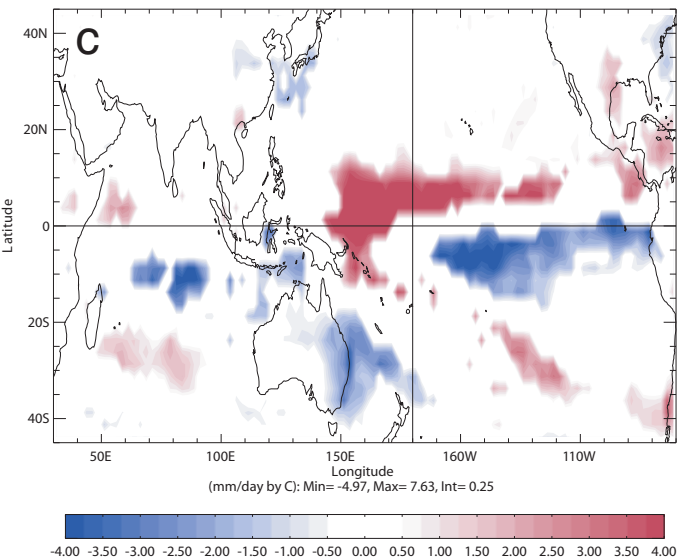 C
40N
20N
0
20S
40S
Latitude
50E 100E 150E 160W 110W
Longitude
(mm/day by C): Min= -4.97, Max= 7.63, Int= 0.25
-4.00 -3.50 -2.50 -2.00 -1.50 -1.00 -0.50 0.00 0.50 1.00 1.50 2.00 2.50 3.00 3.50 4.00